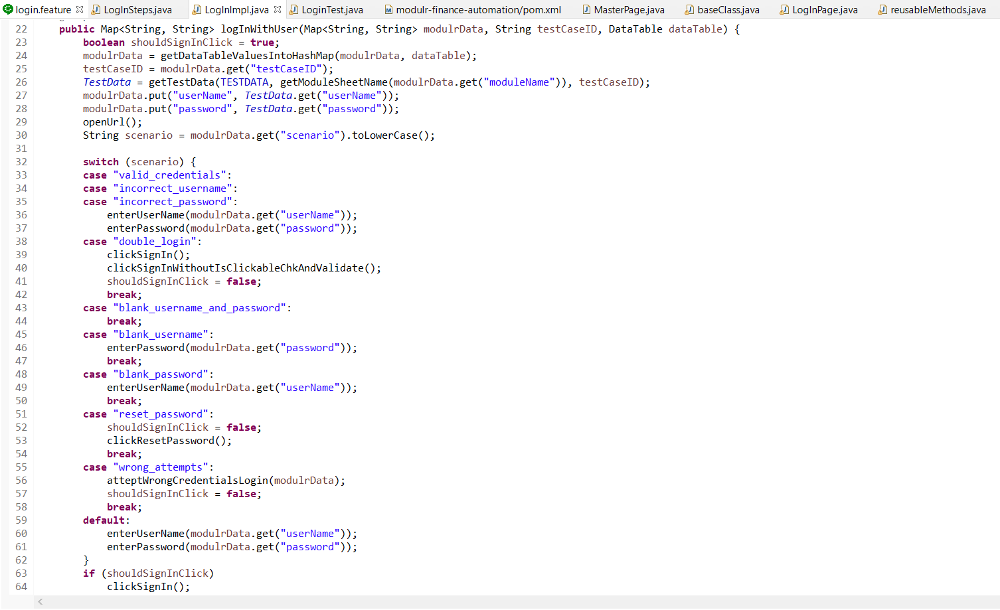 login.feature LogInSteps.java LogInImpl.java LoginTest.java modulr-finance-automation/pom.xml MasterPage.java baseClass.java LogInPage.java reusableMethods.java
22 public Map<String, String> logInWithUser(Map<String, String> modulrData, String testCaseID, DataTable dataTable) {
23 boolean shouldSignInClick = true;
24 modulrData = getDataTableValuesIntoHashMap(modulrData, dataTable);
25 testCaseID = modulrData.get("testCaseID");
26 TestData = getTestData(TESTDATA, getModuleSheetName(modulrData.get("moduleName")), testCaseID);
27 modulrData.put("userName", TestData.get("userName"));
28 modulrData.put("password", TestData.get("password"));
29 openUrl();
30 String scenario = modulrData.get("scenario").toLowerCase();
31
32 switch (scenario) {
33 case "valid_credentials":
34 case "incorrect_username":
35 case "incorrect_password":
36 enterUserName(modulrData.get("userName"));
37 enterPassword(modulrData.get("password"));
38 case "double_login":
39 clickSignIn();
40 clickSignInWithoutIsClickableChkAndValidate();
41 shouldSignInClick = false;
42 break;
43 case "blank_username_and_password":
44 break;
45 case "blank_username":
46 enterPassword(modulrData.get("password"));
47 break;
48 case "blank_password":
49 enterUserName(modulrData.get("userName"));
50 break;
51 case "reset_password":
52 shouldSignInClick = false;
53 clickResetPassword();
54 break;
55 case "wrong_attempts":
56 atteptWrongCredentialsLogin(modulrData);
57 shouldSignInClick = false;
58 break;
59 default:
60 enterUserName(modulrData.get("userName"));
61 enterPassword(modulrData.get("password"));
62 }
63 if (shouldSignInClick)
64 clickSignIn();